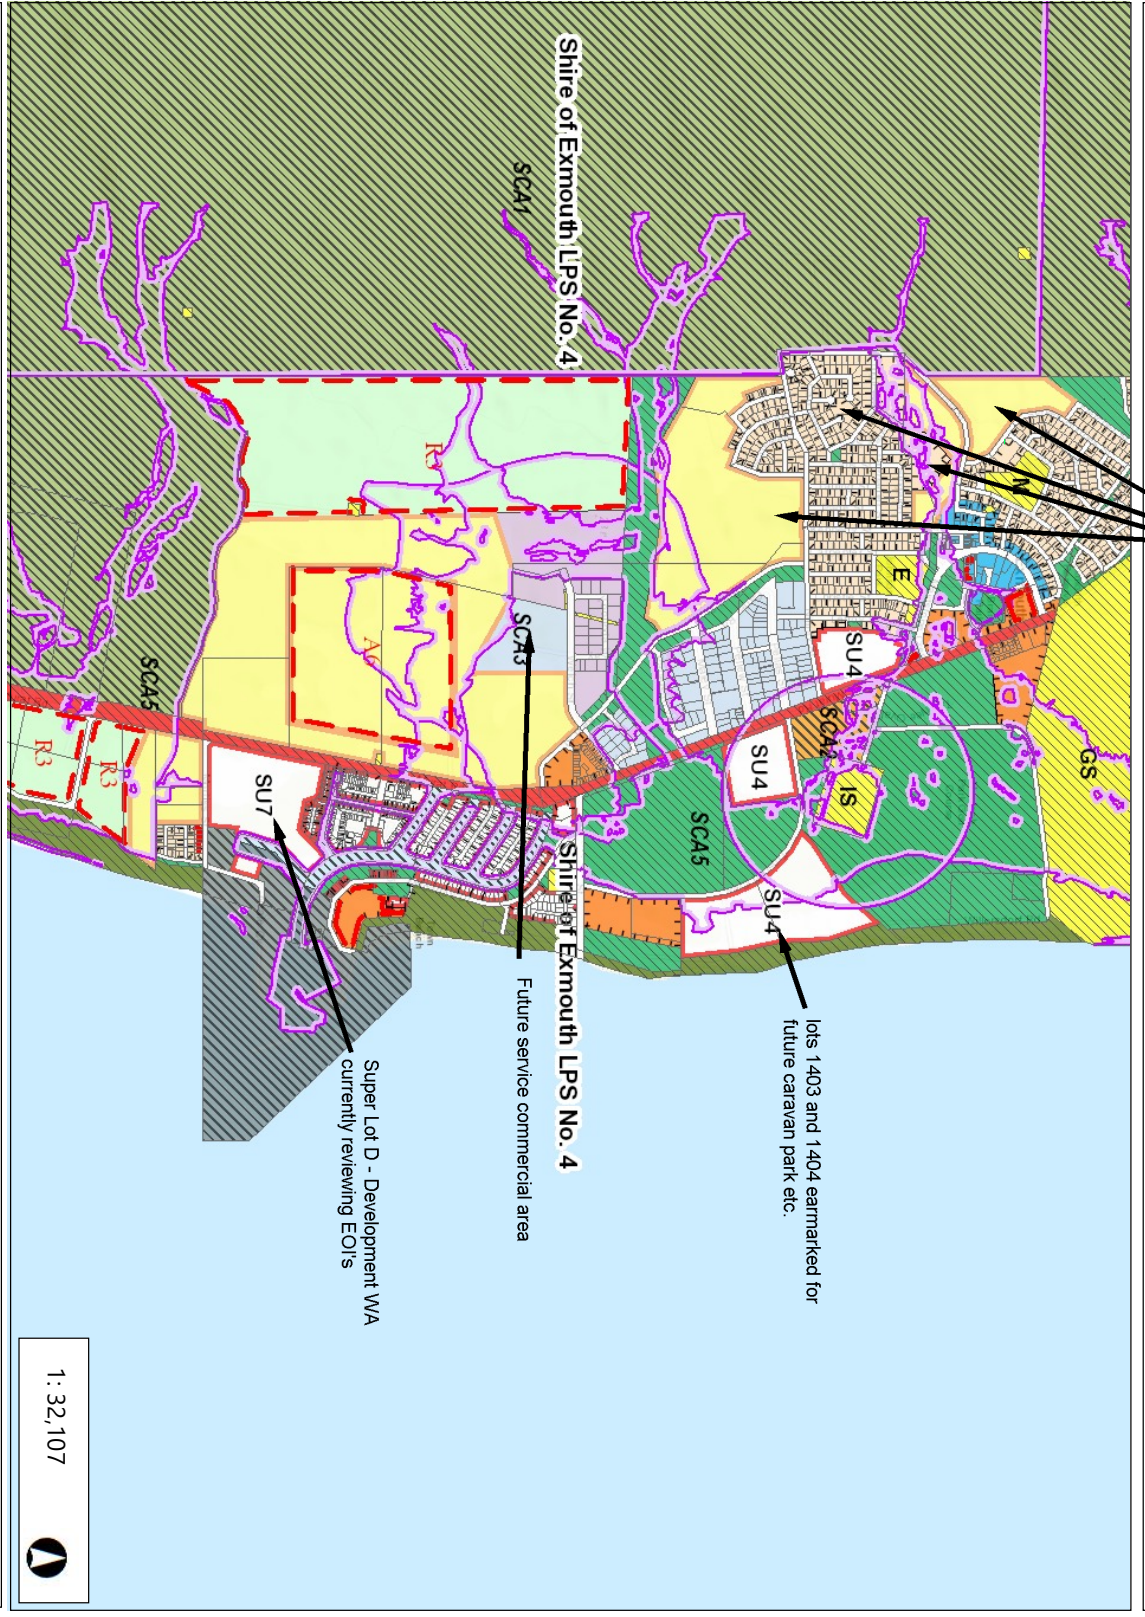 Shire of Exmouth LPS No. 4
SCA1
R5
N
E
SU4
GS
SCA2
IS
SU4
SCA5
SU4
SCA3
A6
SCA5
R3
R3
SU7
Shire of Exmouth LPS No. 4
lots 1403 and 1404 earmarked for
future caravan park etc.
Future service commercial area
Super Lot D - Development WA
currently reviewing EOI's
1: 32,107